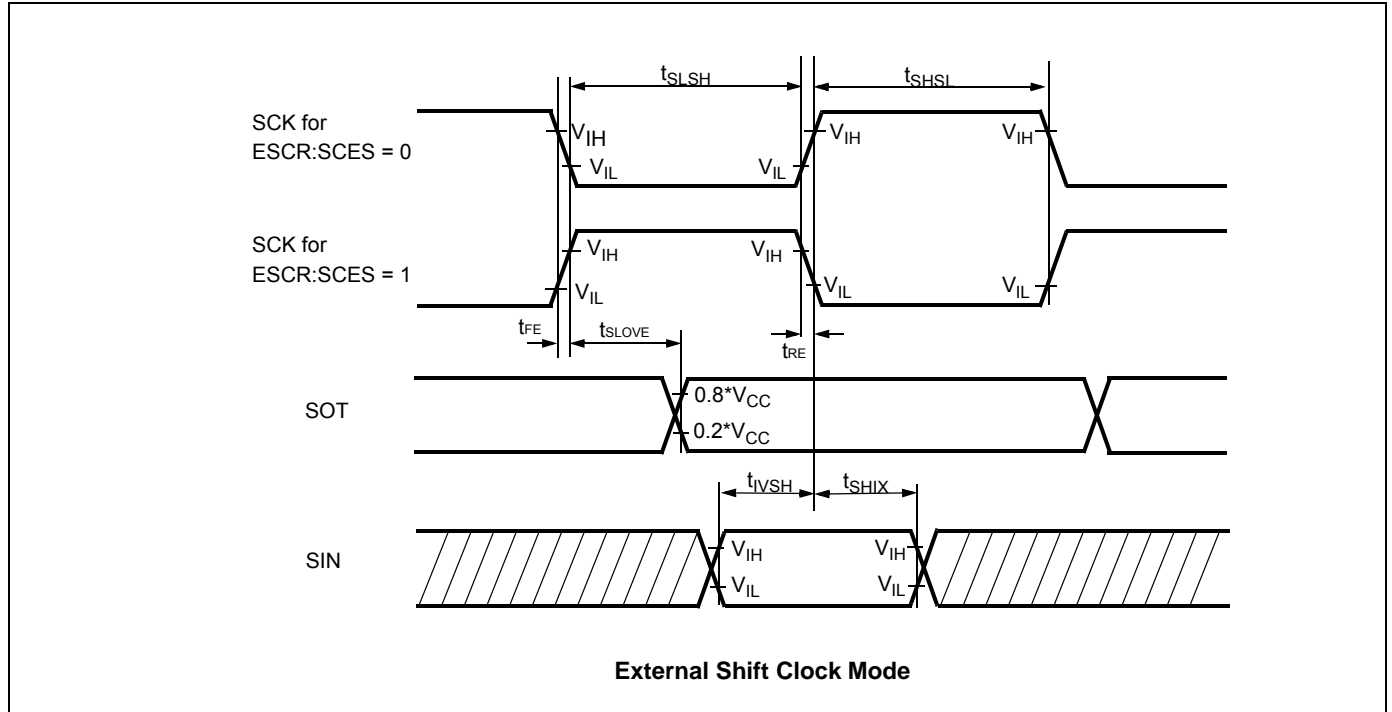 tSLSH
tSHSL
SCK for
ESCR:SCES = 0
VIH
VIH
VIH
VIL
VIL
SCK for
ESCR:SCES = 1
VIH
VIH
VIL
VIL
VIL
tFE
tSLOVE
tRE
SOT
0.8*VCC
0.2*VCC
tIVSH
tSHIX
SIN
VIH
VIH
VIL
VIL
External Shift Clock Mode